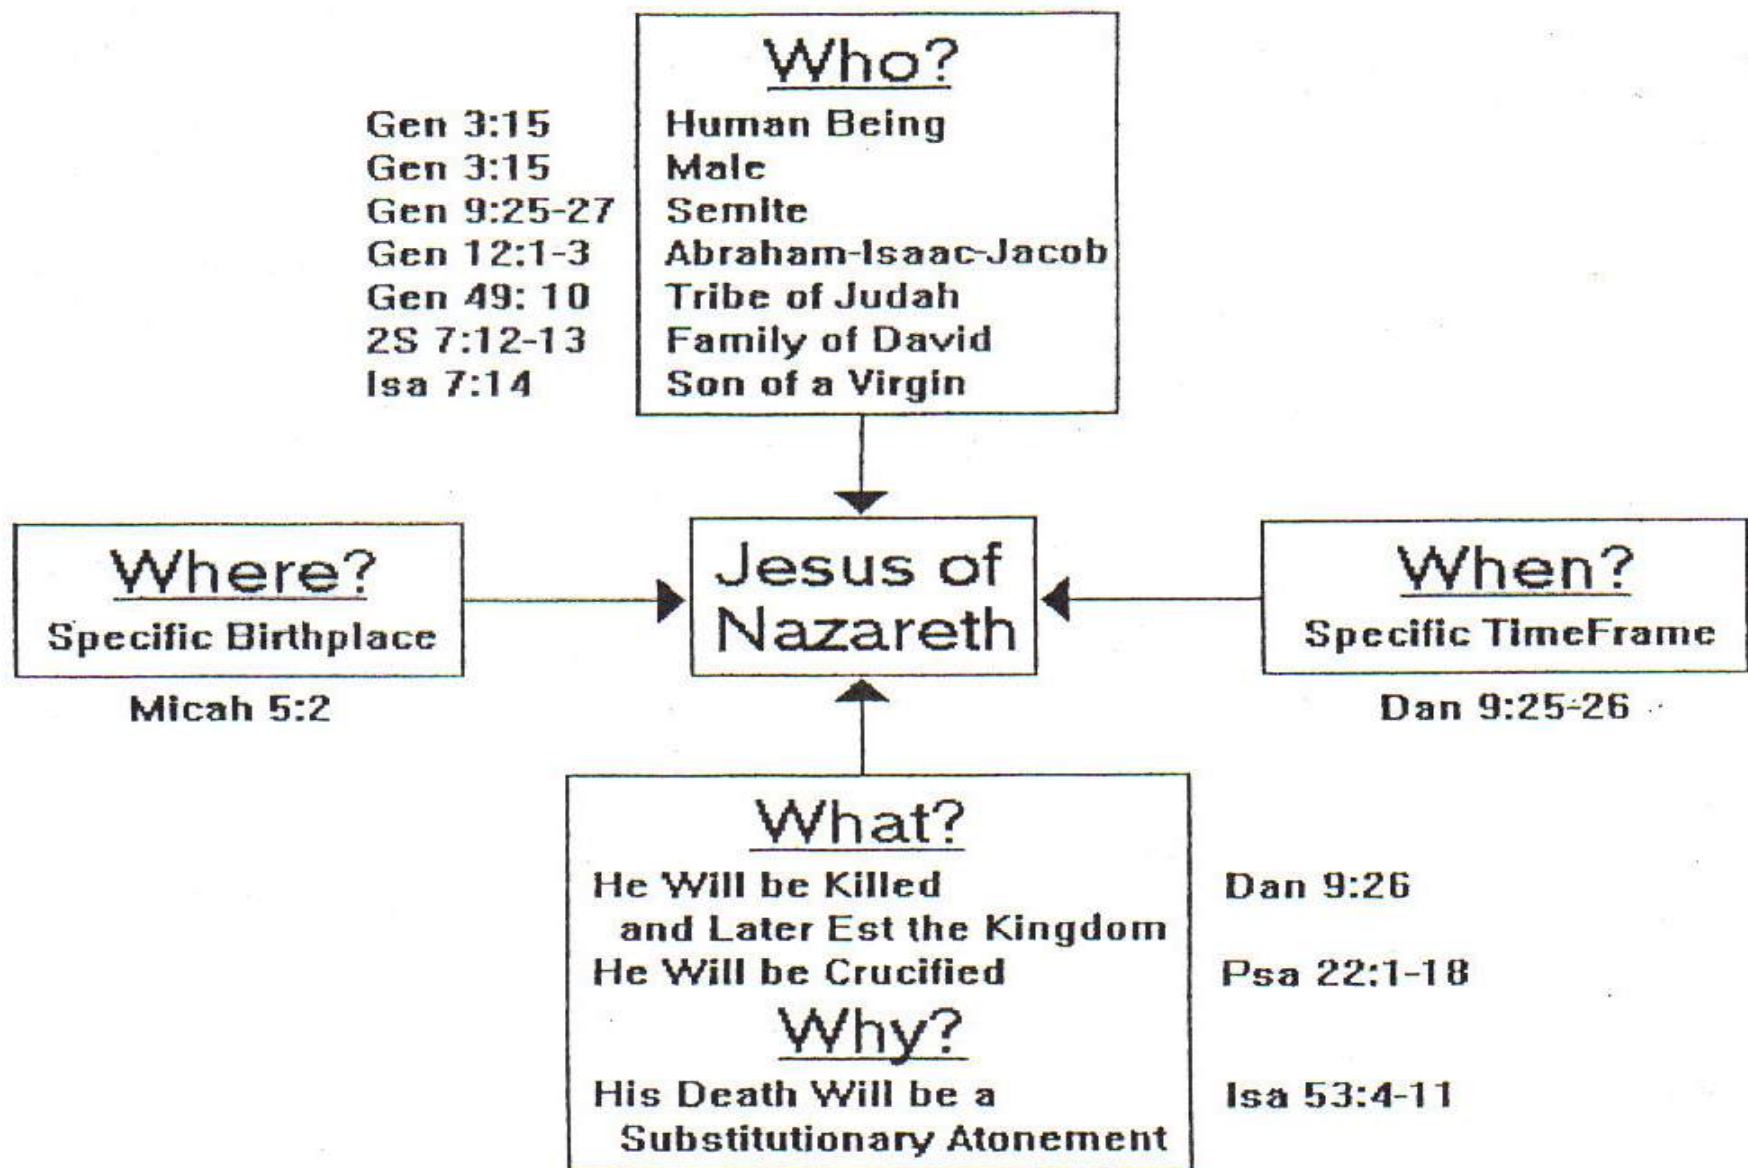 Who?
Gen 3:15 Human Being
Gen 3:15 Male
Gen 9:25-27 Semite
Gen 12:1-3 Abraham-Isaac-Jacob
Gen 49: 10 Tribe of Judah
2S 7:12-13 Family of David
Isa 7:14 Son of a Virgin
Where?
Specific Birthplace
Micah 5:2
Jesus of
Nazareth
When?
Specific TimeFrame
Dan 9:25-26
What?
He Will be Killed Dan 9:26
and Later Est the Kingdom
He Will be Crucified Psa 22:1-18
Why?
His Death Will be a Isa 53:4-11
Substitutionary Atonement